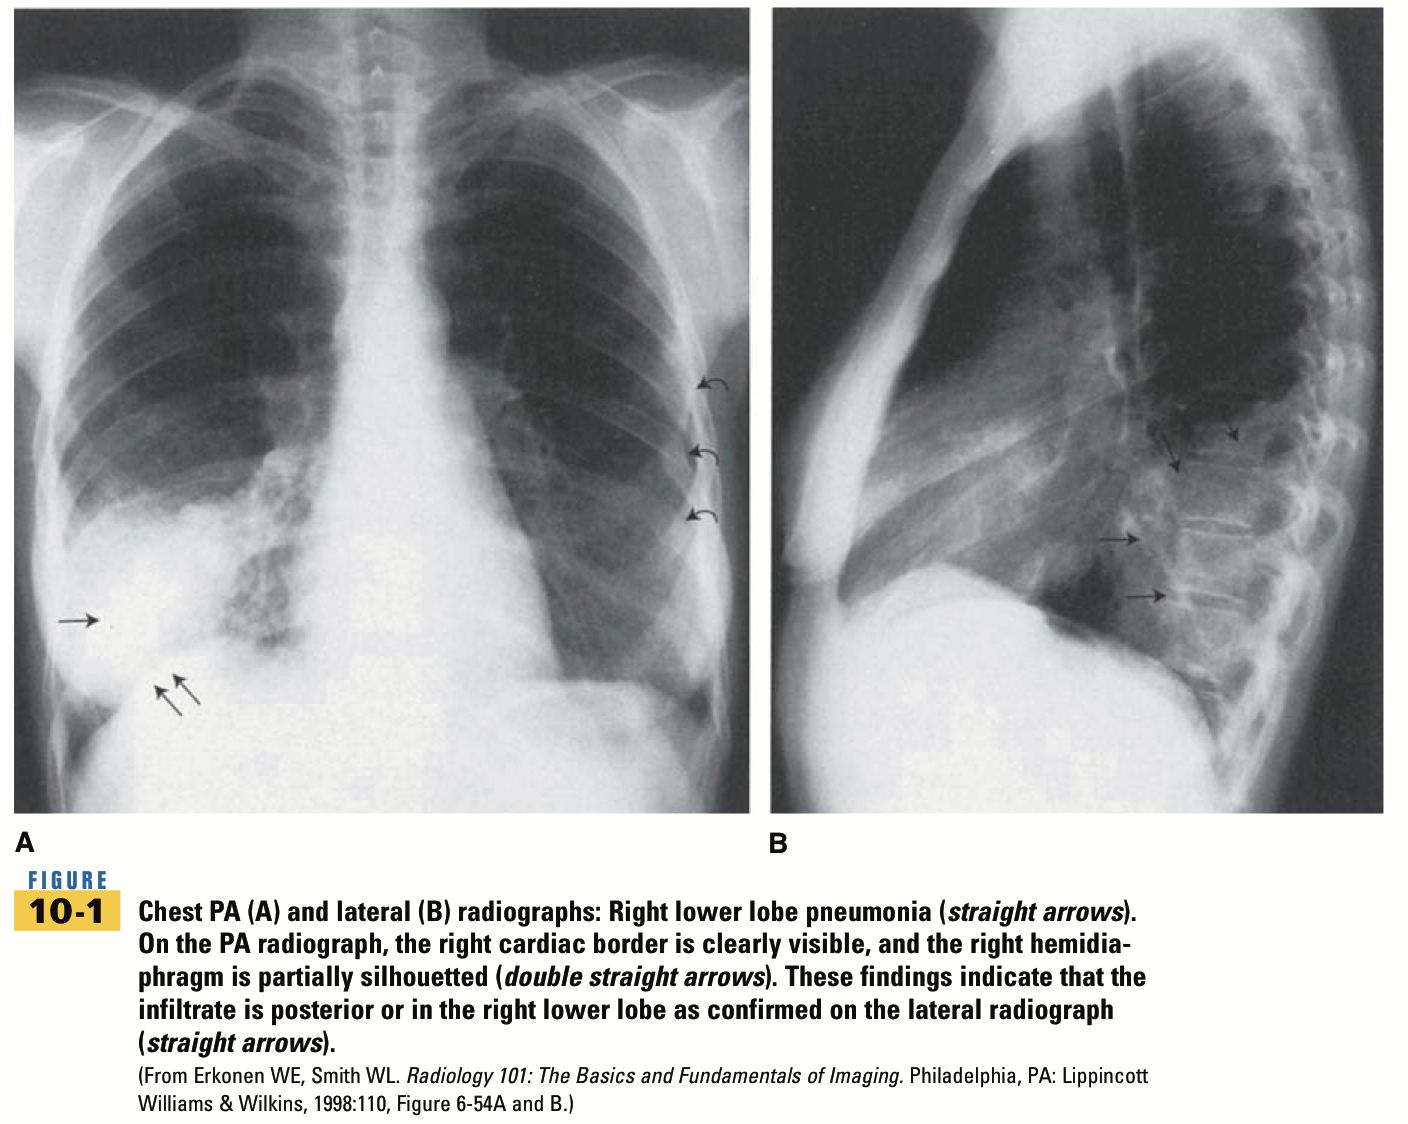 A
B
FIGURE
10-1
Chest PA (A) and lateral (B) radiographs: Right lower lobe pneumonia (straight arrows).
On the PA radiograph, the right cardiac border is clearly visible, and the right hemidia-
phragm is partially silhouetted (double straight arrows). These findings indicate that the
infiltrate is posterior or in the right lower lobe as confirmed on the lateral radiograph
(straight arrows).
(From Erkonen WE, Smith WL. Radiology 101: The Basics and Fundamentals of Imaging. Philadelphia, PA: Lippincott
Williams & Wilkins, 1998:110, Figure 6-54A and B.)